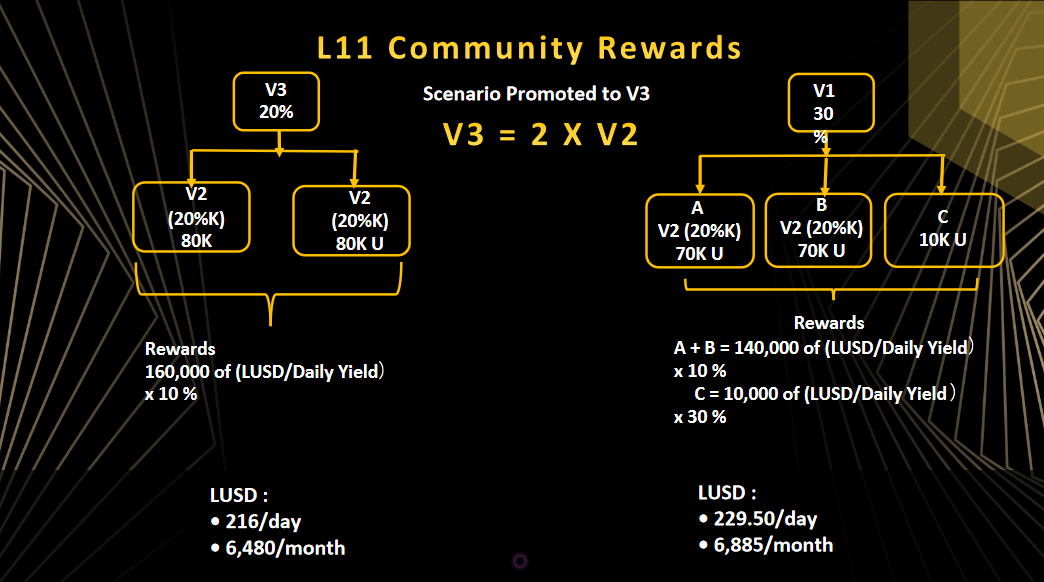 L11 Community Rewards
Scenario Promoted to V3
V3 = 2 X V2
V3
20%
V2
(20%K)
80K
V2
(20%K)
80K U
Rewards
160,000 of (LUSD/Daily Yield）
x 10 %
LUSD :
• 216/day
• 6,480/month
V1
30
%
A
V2 (20%K)
70K U
B
V2 (20%K)
70K U
C
10K U
Rewards
A + B = 140,000 of (LUSD/Daily Yield）
x 10 %
C = 10,000 of (LUSD/Daily Yield ）
x 30 %
LUSD :
• 229.50/day
• 6,885/month